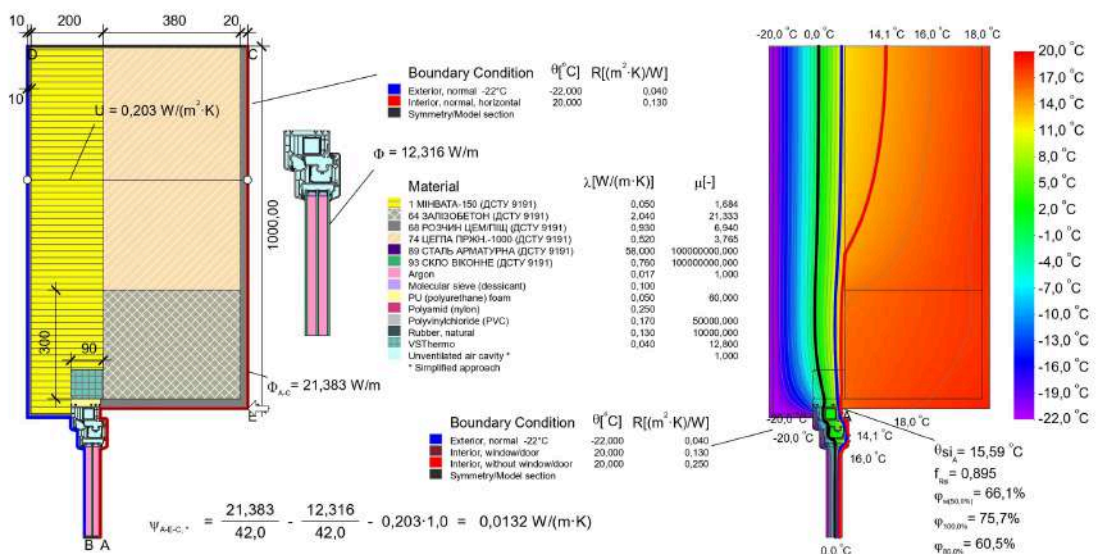 10 200 380 20
D C
10
U = 0,203 W/(m²·K)
1000,00
300
90
Φ A-C = 21,383 W/m
E
B A
Boundary Condition θ[°C] R[(m²·K)/W]
Exterior, normal -22°C -22,000 0,040
Interior, normal, horizontal 20,000 0,130
Symmetry/Model section
Φ = 12,316 W/m
Material λ[W/(m·K)] μ[-]
1 МІНВАТА-150 (ДСТУ 9191) 0,050 1,684
64 ЗАЛІЗОБЕТОН (ДСТУ 9191) 2,040 21,333
68 РОЗЧИН ЦЕМ/ПІЩ (ДСТУ 9191) 0,930 6,940
74 ЦЕГЛА ПРЖН.-1000 (ДСТУ 9191) 0,520 3,765
89 СТАЛЬ АРМАТУРНА (ДСТУ 9191) 58,000 100000000,000
93 СКЛО ВІКОННЕ (ДСТУ 9191) 0,760 100000000,000
Argon 0,017 1,000
Molecular sieve (dessicant) 0,100
PU (polyurethane) foam 0,050 60,000
Polyamid (nylon) 0,250
Polyvinylchloride (PVC) 0,170 50000,000
Rubber, natural 0,130 10000,000
VSThermo 0,040 12,800
Unventilated air cavity * 1,000
* Simplified approach
Boundary Condition θ[°C] R[(m²·K)/W]
Exterior, normal -22°C -22,000 0,040
Interior, window/door 20,000 0,130
Interior, without window/door 20,000 0,250
Symmetry/Model section
ψ A-E-C, * = 21,383 / 42,0 - 12,316 / 42,0 - 0,203·1,0 = 0,0132 W/(m·K)
-20,0 °C 0,0 °C 14,1 °C 16,0 °C 18,0 °C
-20,0 °C
-20,0 °C
A
18,0 °C
14,1 °C
16,0 °C
0,0 °C
θsi A = 15,59 °C
f Rsi = 0,895
φ = 66,1%
φ 100,0% = 75,7%
φ 80,0% = 60,5%
20,0 °C
17,0 °C
14,0 °C
11,0 °C
8,0 °C
5,0 °C
2,0 °C
-1,0 °C
-4,0 °C
-7,0 °C
-10,0 °C
-13,0 °C
-16,0 °C
-19,0 °C
-22,0 °C